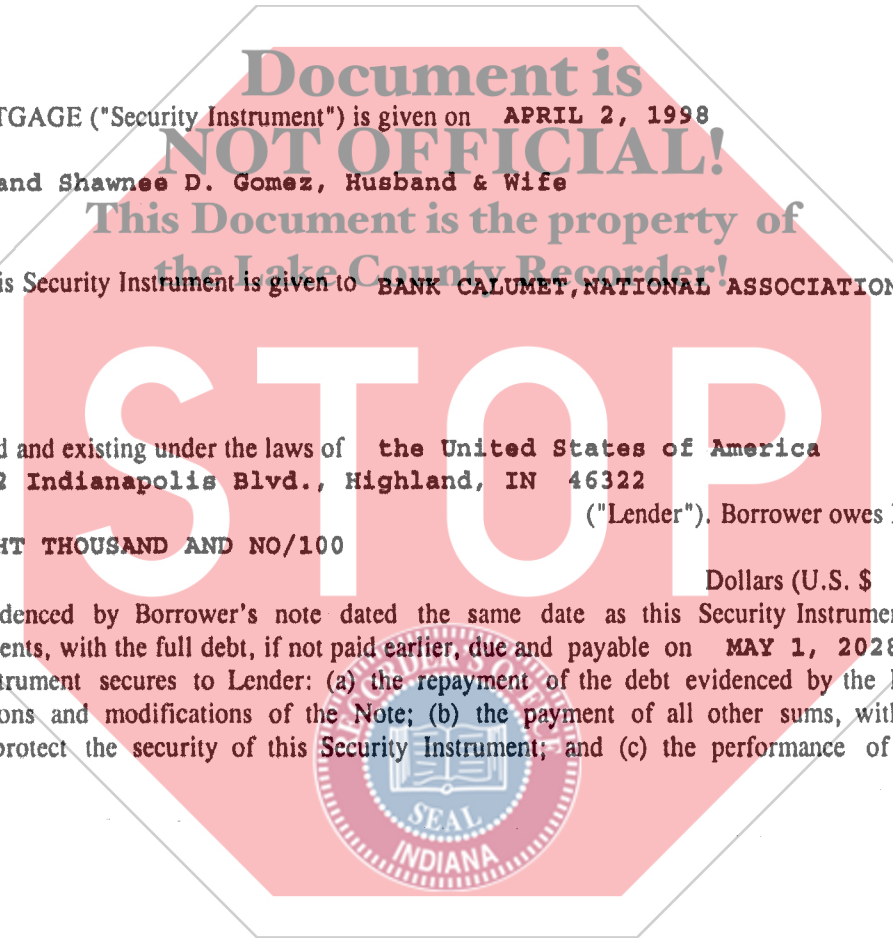 Document is
TGAGE ("Security Instrument") is given on APRIL 2, 1998
NOT OFFICIAL!
and Shawnee D. Gomez, Husband & Wife
This Document is the property of
the Lake County Recorder!
is Security Instrument is given to BANK CALUMET, NATIONAL ASSOCIATION
STOP
d and existing under the laws of the United States of America
2 Indianapolis Blvd., Highland, IN 46322
("Lender"). Borrower owes
HT THOUSAND AND NO/100
Dollars (U.S. $
denced by Borrower's note dated the same date as this Security Instrumen
ents, with the full debt, if not paid earlier, due and payable on MAY 1, 2028
trument secures to Lender: (a) the repayment of the debt evidenced by the
ons and modifications of the Note; (b) the payment of all other sums, with
protect the security of this Security Instrument; and (c) the performance of
RECORDER'S OFFICE
SEAL
INDIANA